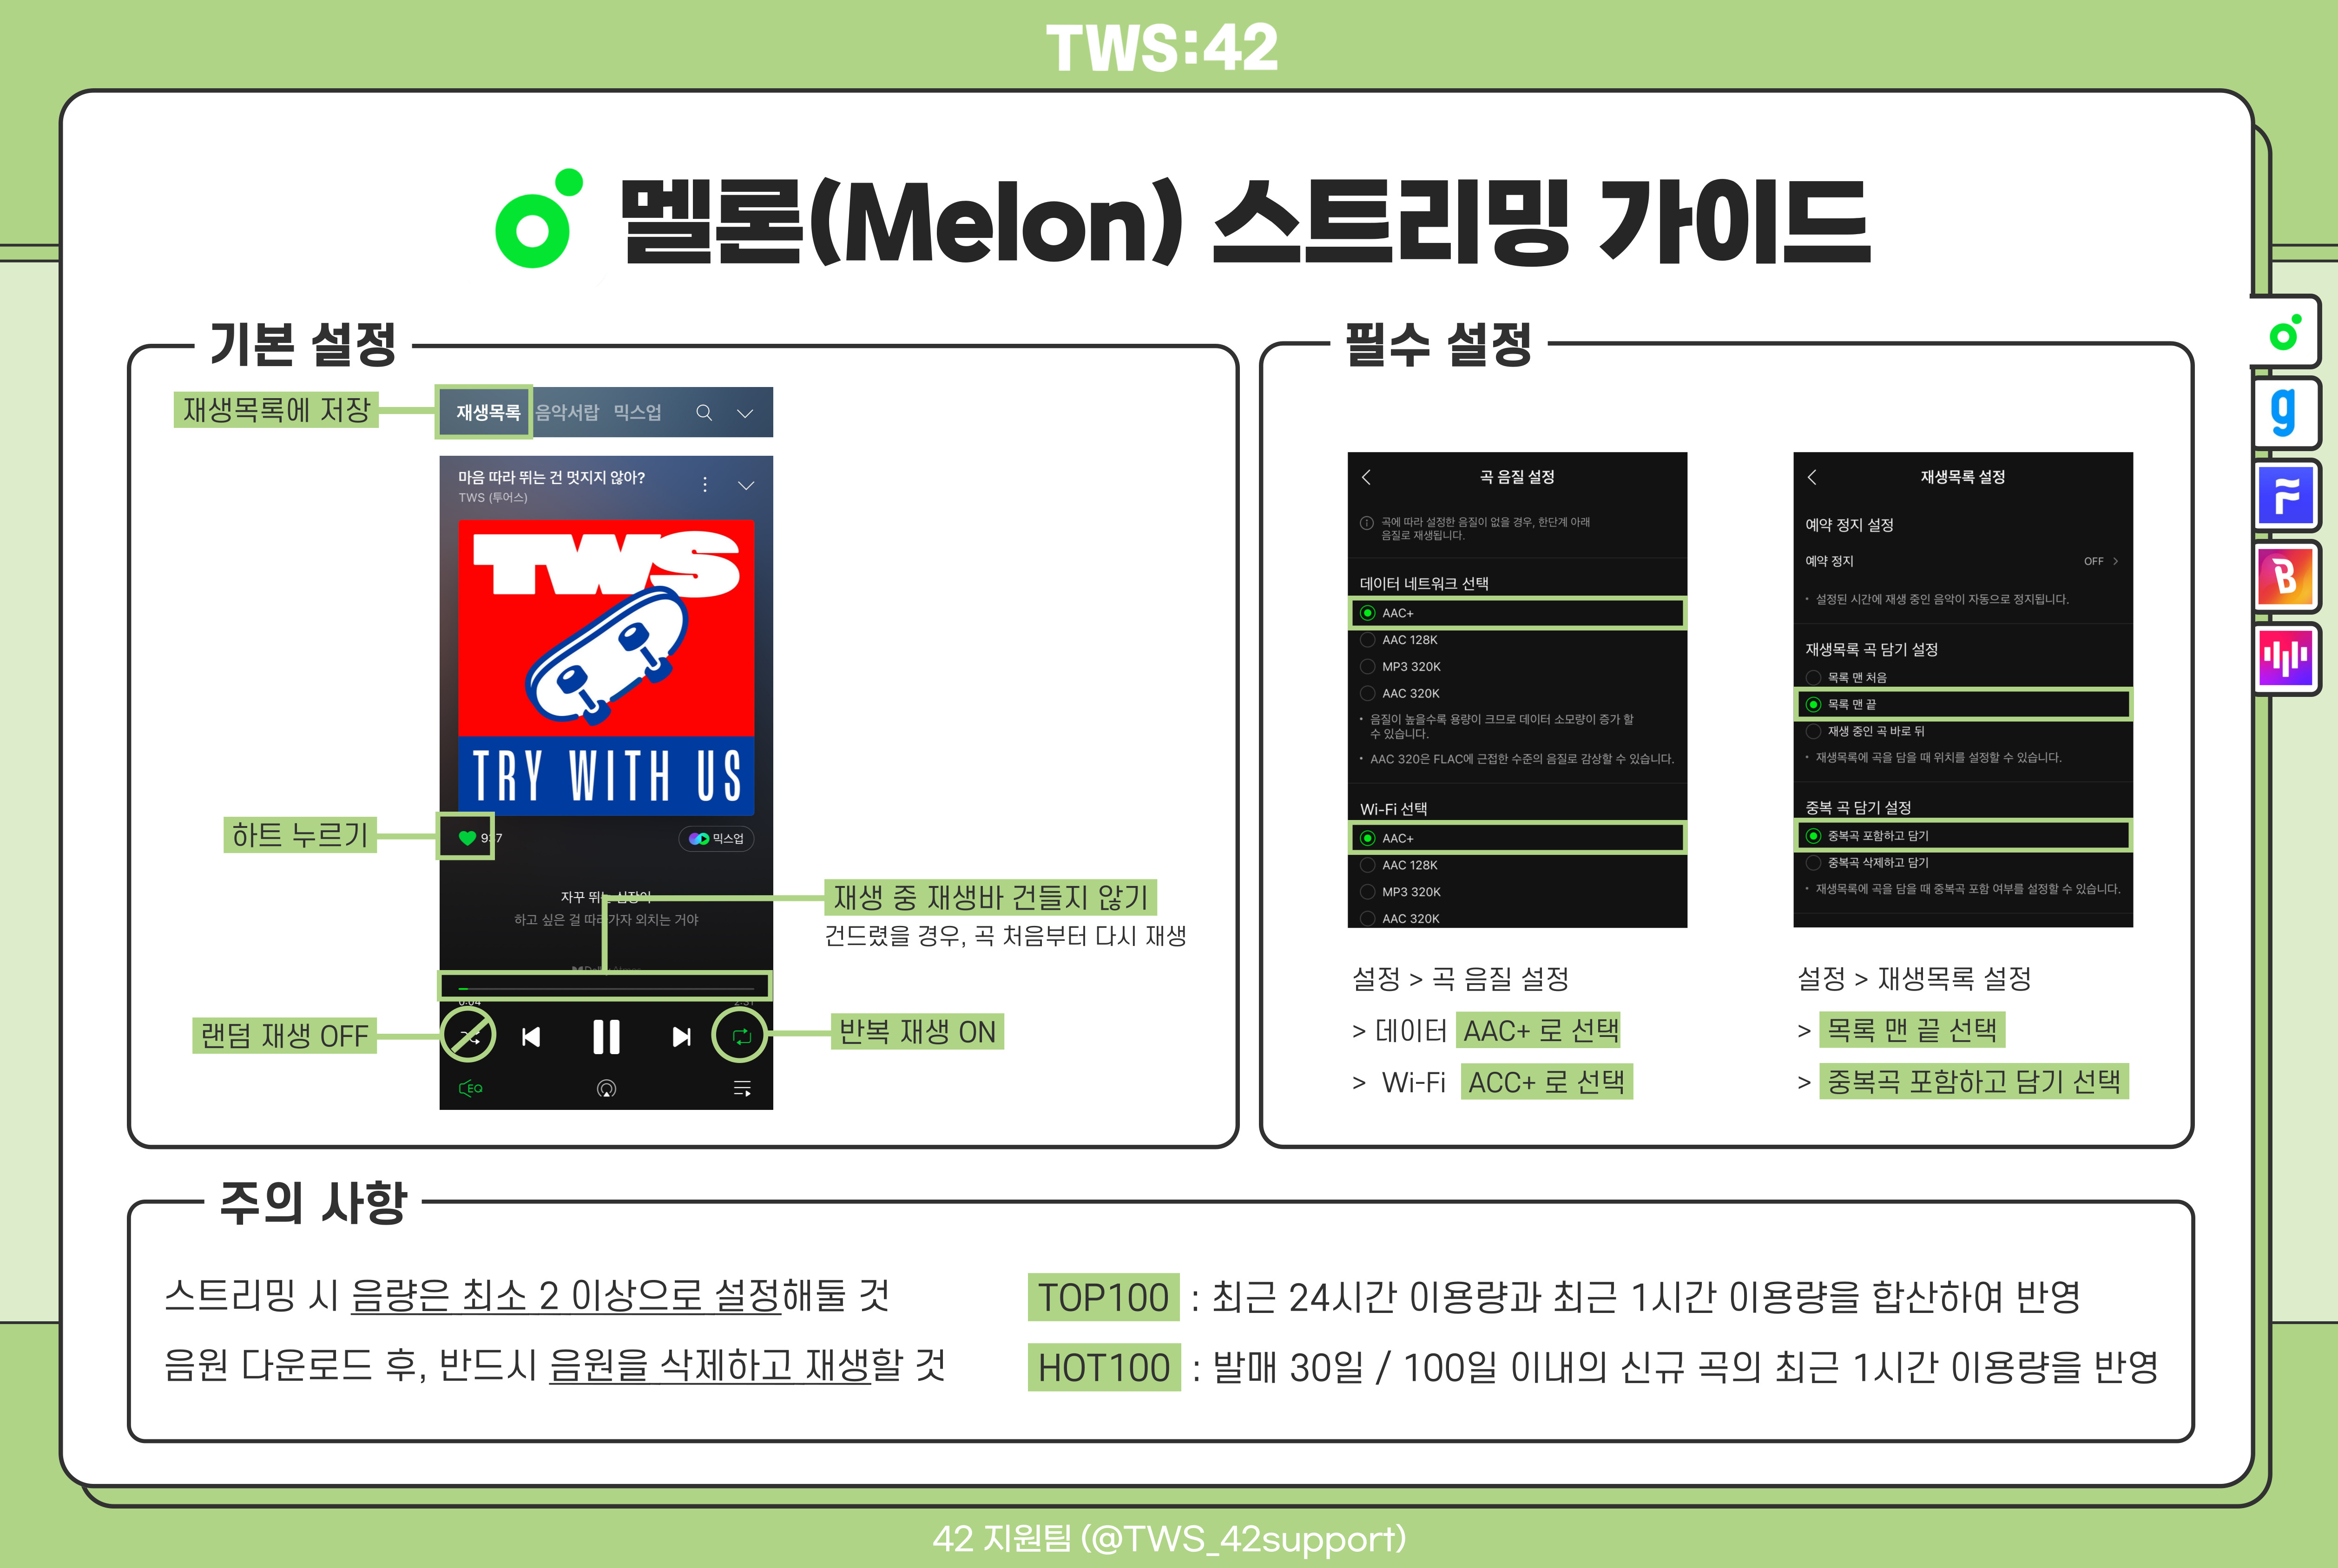 TWS:42
멜론(Melon) 스트리밍 가이드
기본 설정
재생목록에 저장
재생목록 음악서랍 믹스업
마음 따라 뛰는 건 멋지지 않아?
TWS (투어스)
TWS
TRY WITH US
하트 누르기
믹스업
자꾸 뛰는 심장이
하고 싶은 걸 따라가자 외치는 거야
재생 중 재생바 건들지 않기
건드렸을 경우, 곡 처음부터 다시 재생
0:04
2:31
랜덤 재생 OFF
반복 재생 ON
EQ
필수 설정
곡 음질 설정
곡에 따라 설정한 음질이 없을 경우, 한단계 아래
음질로 재생됩니다.
데이터 네트워크 선택
AAC+
AAC 128K
MP3 320K
AAC 320K
• 음질이 높을수록 용량이 크므로 데이터 소모량이 증가 할
수 있습니다.
• AAC 320은 FLAC에 근접한 수준의 음질로 감상할 수 있습니다.
Wi-Fi 선택
AAC+
AAC 128K
MP3 320K
AAC 320K
설정 > 곡 음질 설정
> 데이터 AAC+ 로 선택
> Wi-Fi ACC+ 로 선택
재생목록 설정
예약 정지 설정
예약 정지 OFF >
• 설정된 시간에 재생 중인 음악이 자동으로 정지됩니다.
재생목록 곡 담기 설정
목록 맨 처음
목록 맨 끝
재생 중인 곡 바로 뒤
• 재생목록에 곡을 담을 때 위치를 설정할 수 있습니다.
중복 곡 담기 설정
중복곡 포함하고 담기
중복곡 삭제하고 담기
• 재생목록에 곡을 담을 때 중복곡 포함 여부를 설정할 수 있습니다.
설정 > 재생목록 설정
> 목록 맨 끝 선택
> 중복곡 포함하고 담기 선택
주의 사항
스트리밍 시 음량은 최소 2 이상으로 설정해둘 것
음원 다운로드 후, 반드시 음원을 삭제하고 재생할 것
TOP100 : 최근 24시간 이용량과 최근 1시간 이용량을 합산하여 반영
HOT100 : 발매 30일 / 100일 이내의 신규 곡의 최근 1시간 이용량을 반영
42 지원팀 (@TWS_42support)